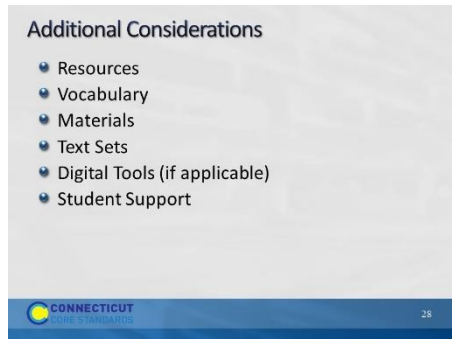 Additional Considerations
Resources
Vocabulary
Materials
Text Sets
Digital Tools (if applicable)
Student Support
CONNECTICUT
CORE STANDARDS
28